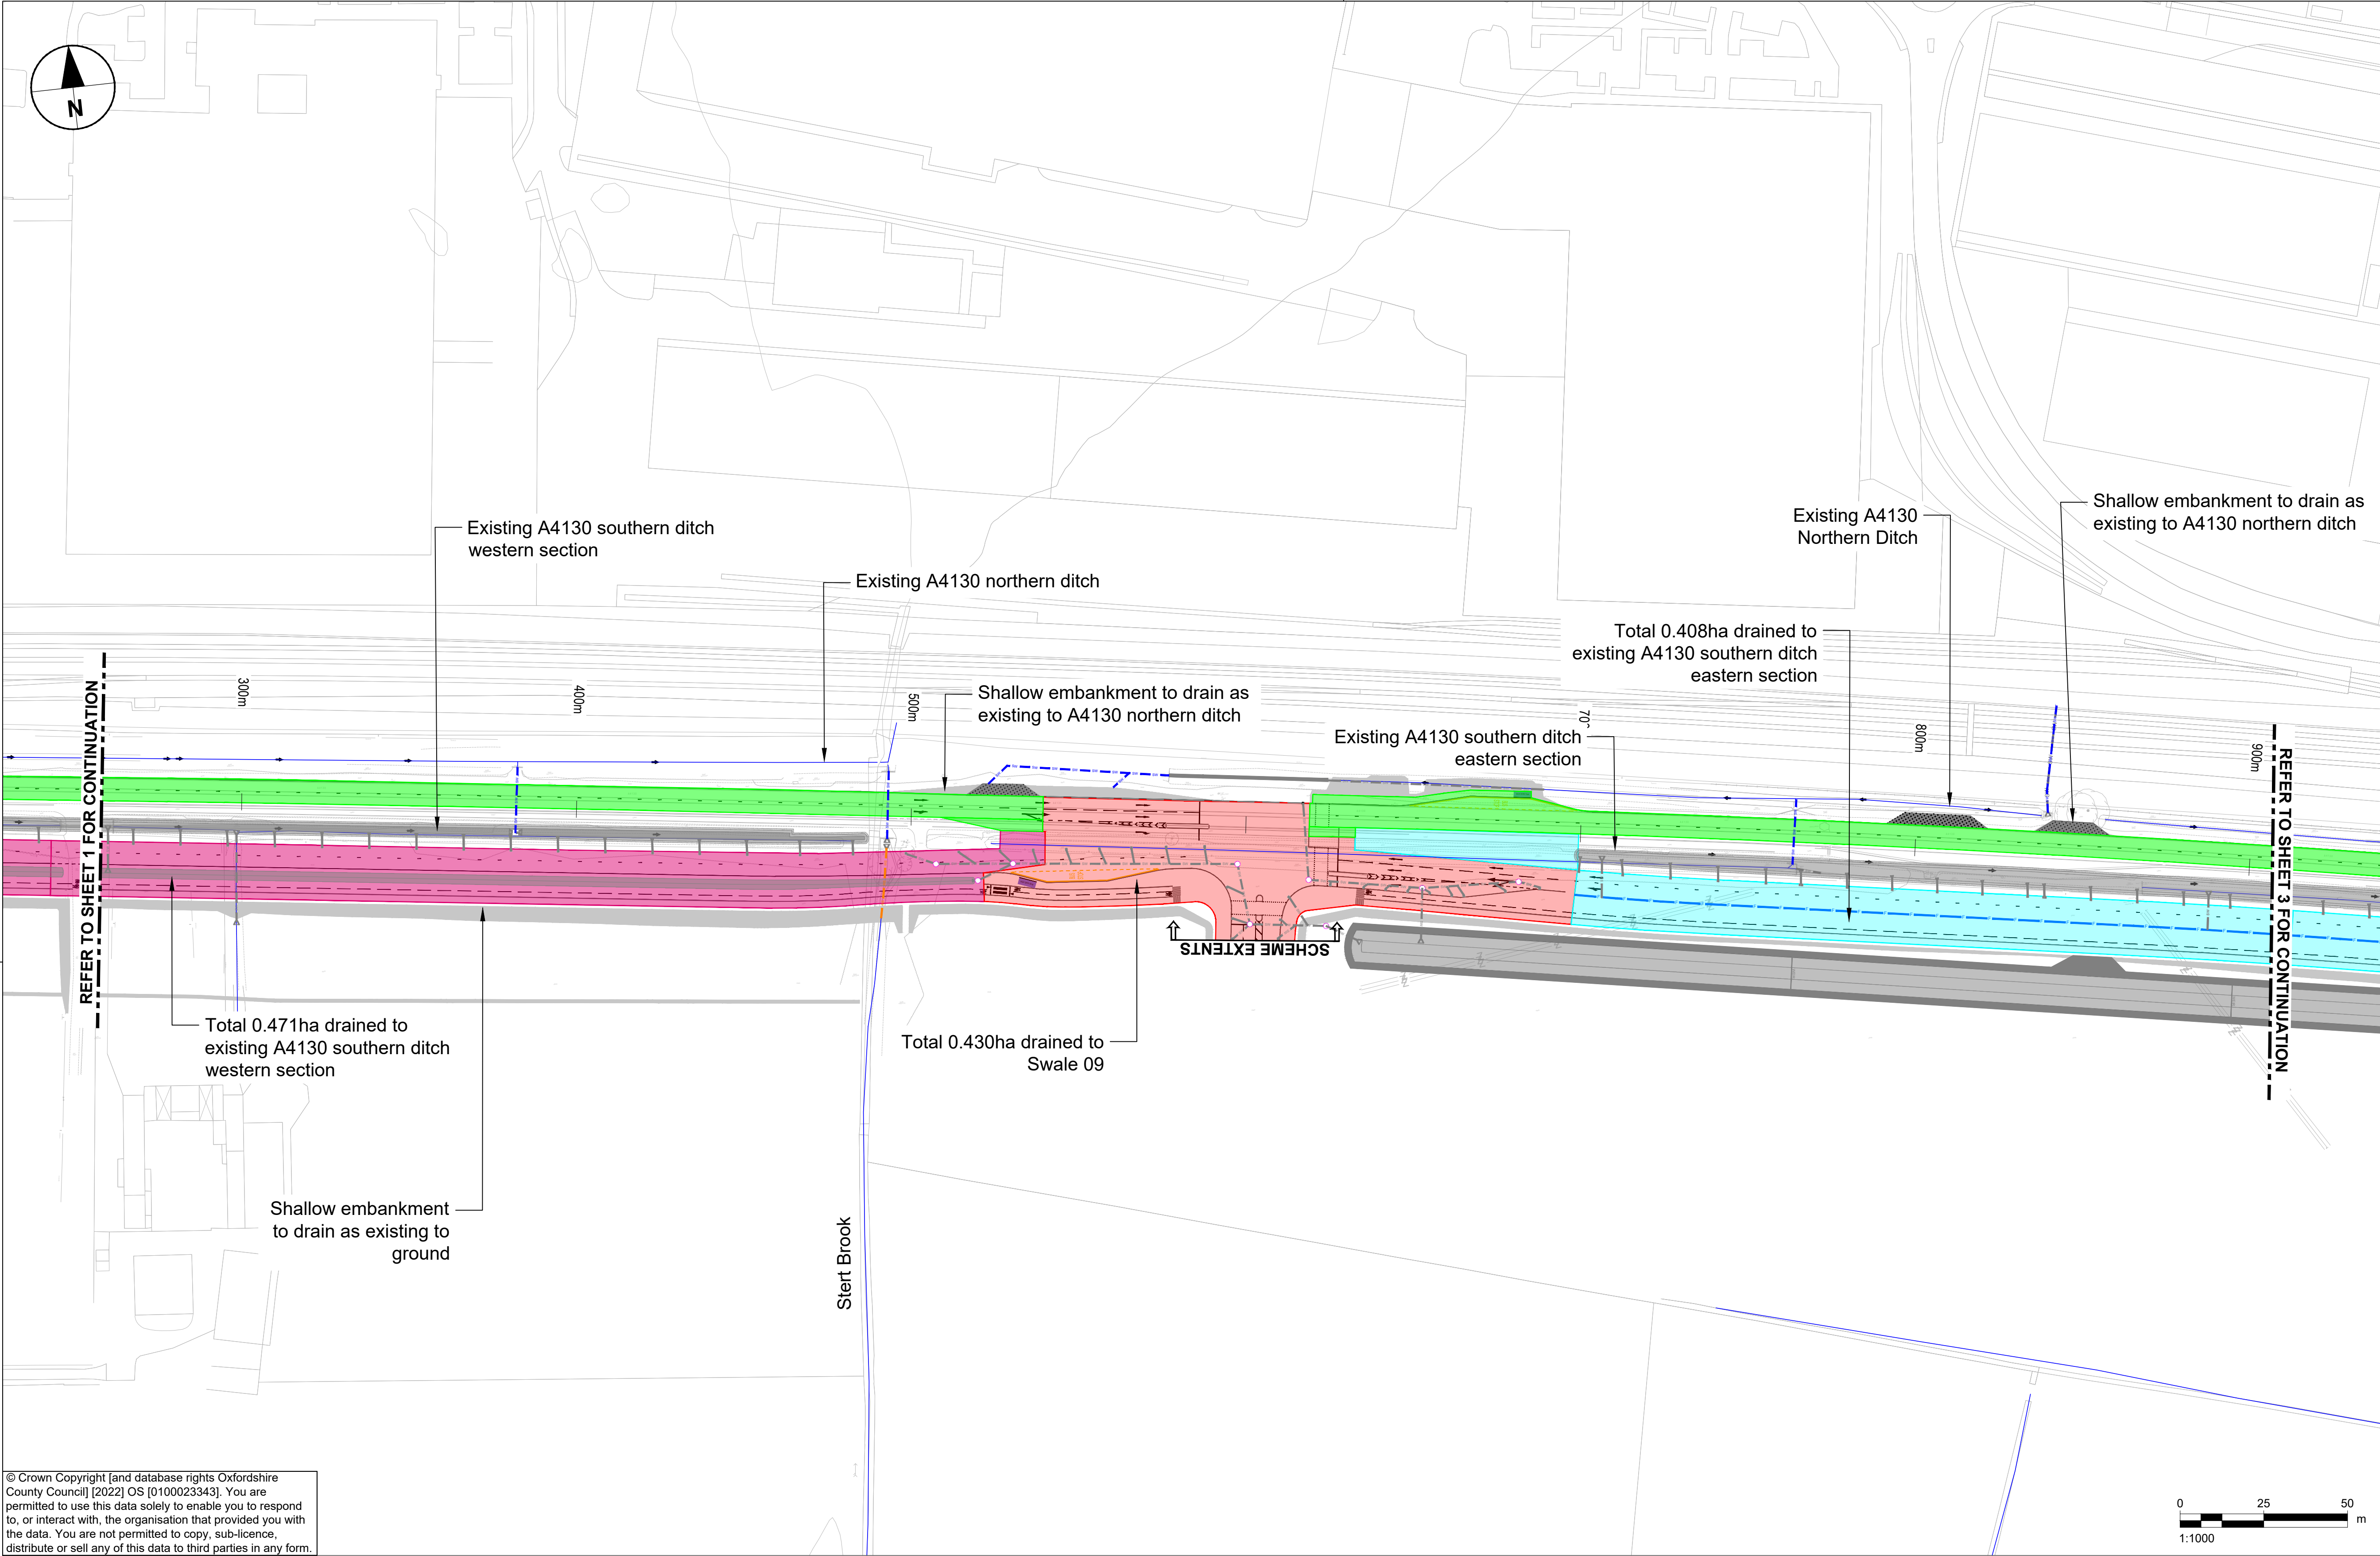 N
Existing A4130 southern ditch
western section
Existing A4130 northern ditch
Existing A4130
Northern Ditch
Shallow embankment to drain as
existing to A4130 northern ditch
Total 0.408ha drained to
existing A4130 southern ditch
eastern section
Shallow embankment to drain as
existing to A4130 northern ditch
Existing A4130 southern ditch
eastern section
300m
400m
500m
800m
900m
REFER TO SHEET 1 FOR CONTINUATION
REFER TO SHEET 3 FOR CONTINUATION
SCHEME EXTENTS
Total 0.471ha drained to
existing A4130 southern ditch
western section
Total 0.430ha drained to
Swale 09
Shallow embankment
to drain as existing to
ground
Stert Brook
© Crown Copyright [and database rights Oxfordshire
County Council] [2022] OS [0100023343]. You are
permitted to use this data solely to enable you to respond
to, or interact with, the organisation that provided you with
the data. You are not permitted to copy, sub-licence,
distribute or sell any of this data to third parties in any form.
0 25 50
m
1:1000